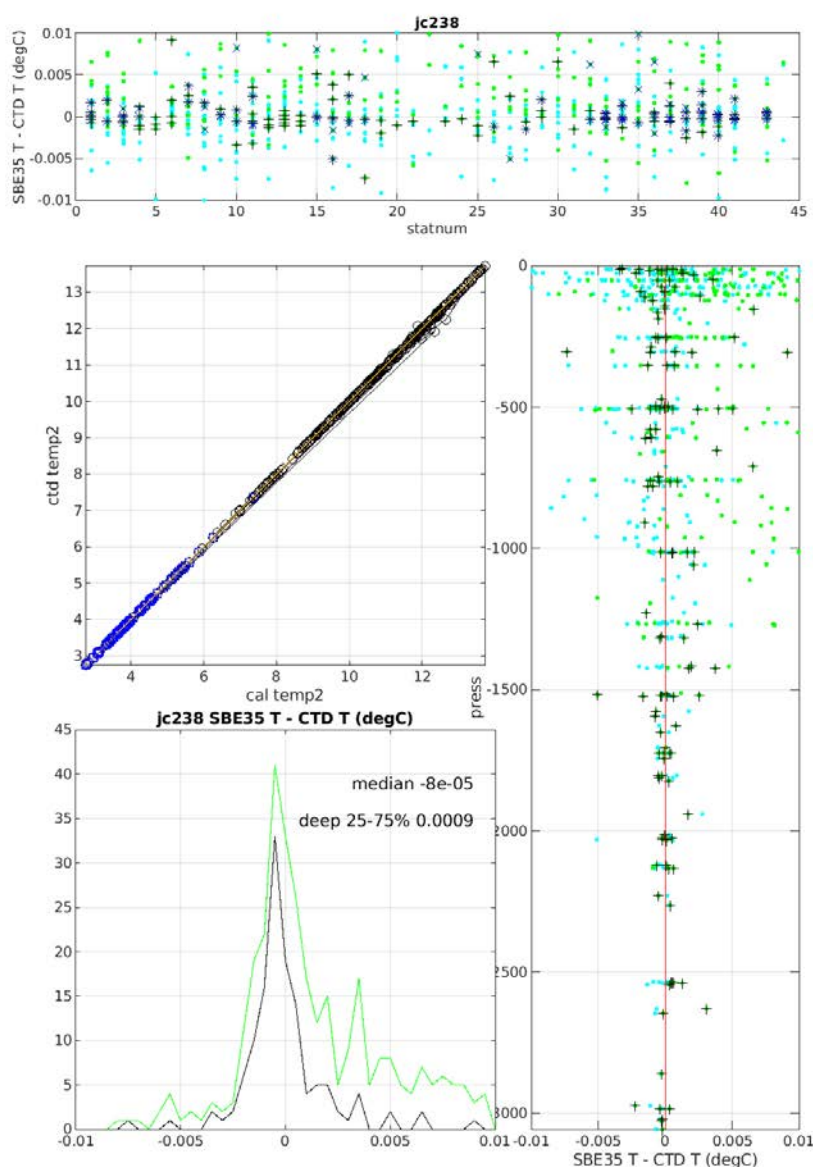 jc238
SBE35 T - CTD T (degC)
0.01
0.005
0
-0.005
-0.01
0 5 10 15 20 25 30 35 40 45
statnum
ctd temp2
13
12
11
10
9
8
7
6
5
4
3
4 6 8 10 12
cal temp2
press
0
-500
-1000
-1500
2000
2500
3000
-0.01 -0.005 0 0.005 0.01
SBE35 T - CTD T (degC)
jc238 SBE35 T - CTD T (degC)
45
40
35
30
25
20
15
10
5
0
median -8e-05
deep 25-75% 0.0009
-0.01 -0.005 0 0.005 0.01